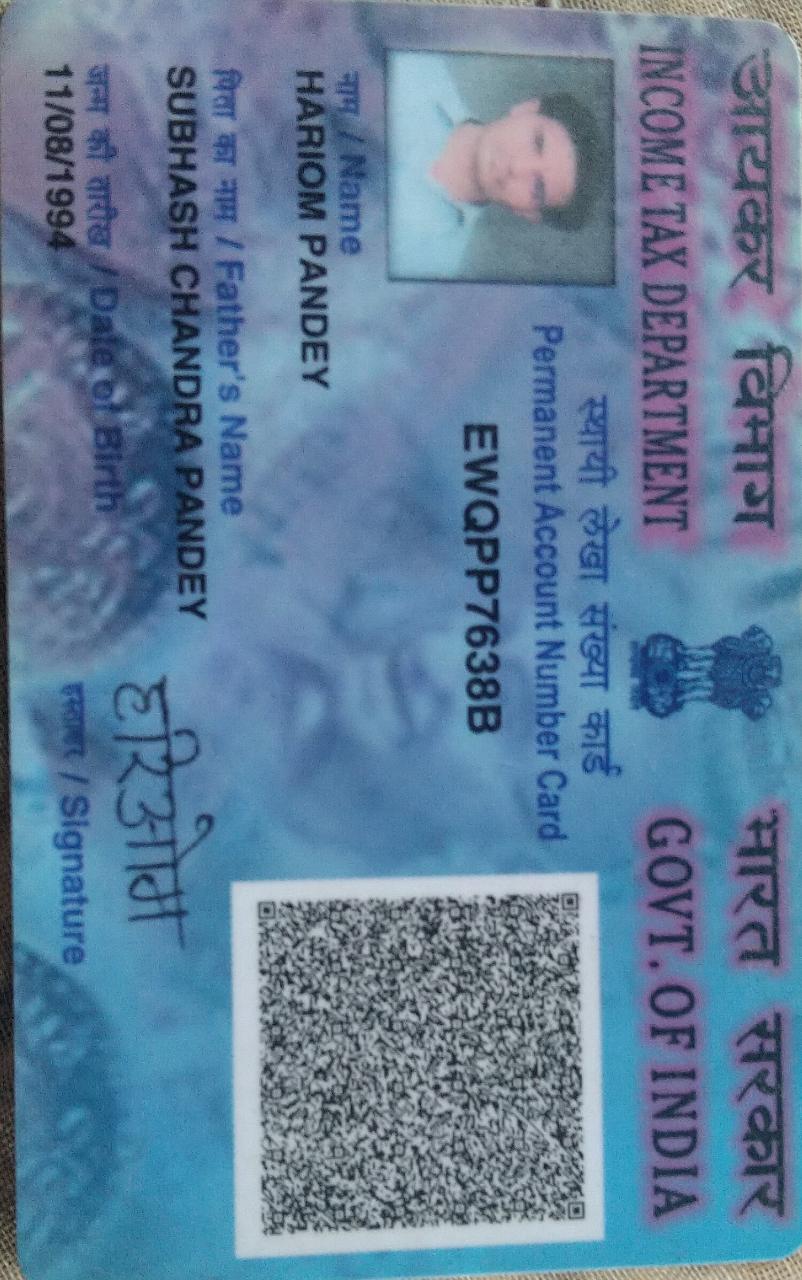 आयकर विभाग
INCOME TAX DEPARTMENT
भारत सरकार
GOVT. OF INDIA
स्थायी लेखा संख्या कार्ड
Permanent Account Number Card
EWQPP7638B
नाम / Name
HARIOM PANDEY
पिता का नाम / Father's Name
SUBHASH CHANDRA PANDEY
जन्म की तारीख / Date of Birth
11/08/1994
हरिओम
हस्ताक्षर / Signature